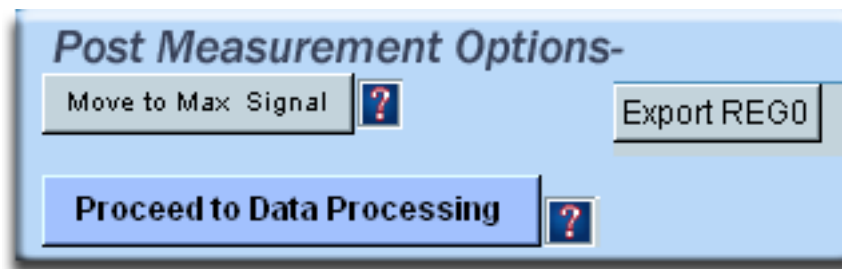 Post Measurement Options-
Move to Max Signal ?
Export REG0
Proceed to Data Processing ?